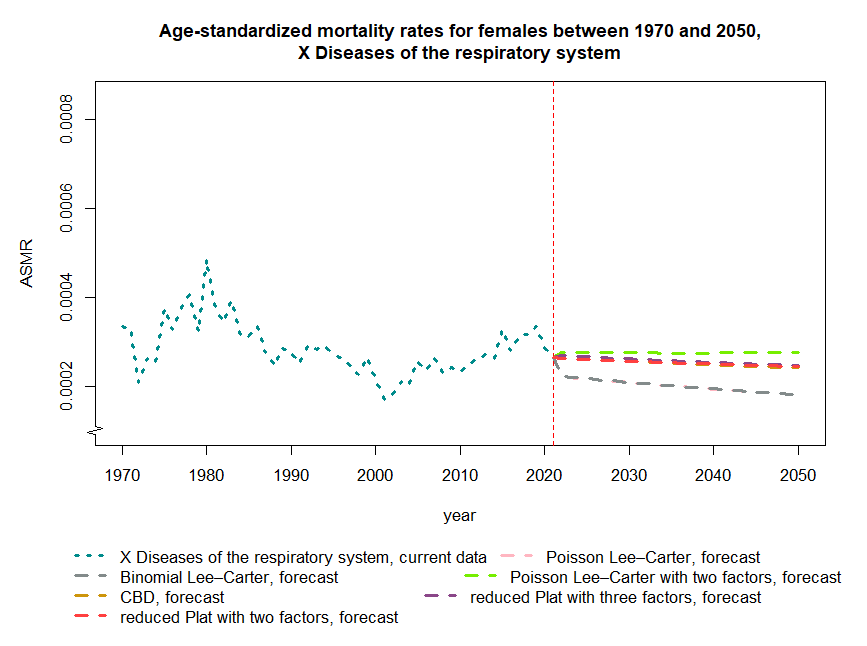 Age-standardized mortality rates for females between 1970 and 2050,
X Diseases of the respiratory system
0.0008
0.0006
0.0004
0.0002
ASMR
1970 1980 1990 2000 2010 2020 2030 2040 2050
year
X Diseases of the respiratory system, current data Poisson Lee–Carter, forecast
Binomial Lee–Carter, forecast Poisson Lee–Carter with two factors, forecast
CBD, forecast reduced Plat with three factors, forecast
reduced Plat with two factors, forecast